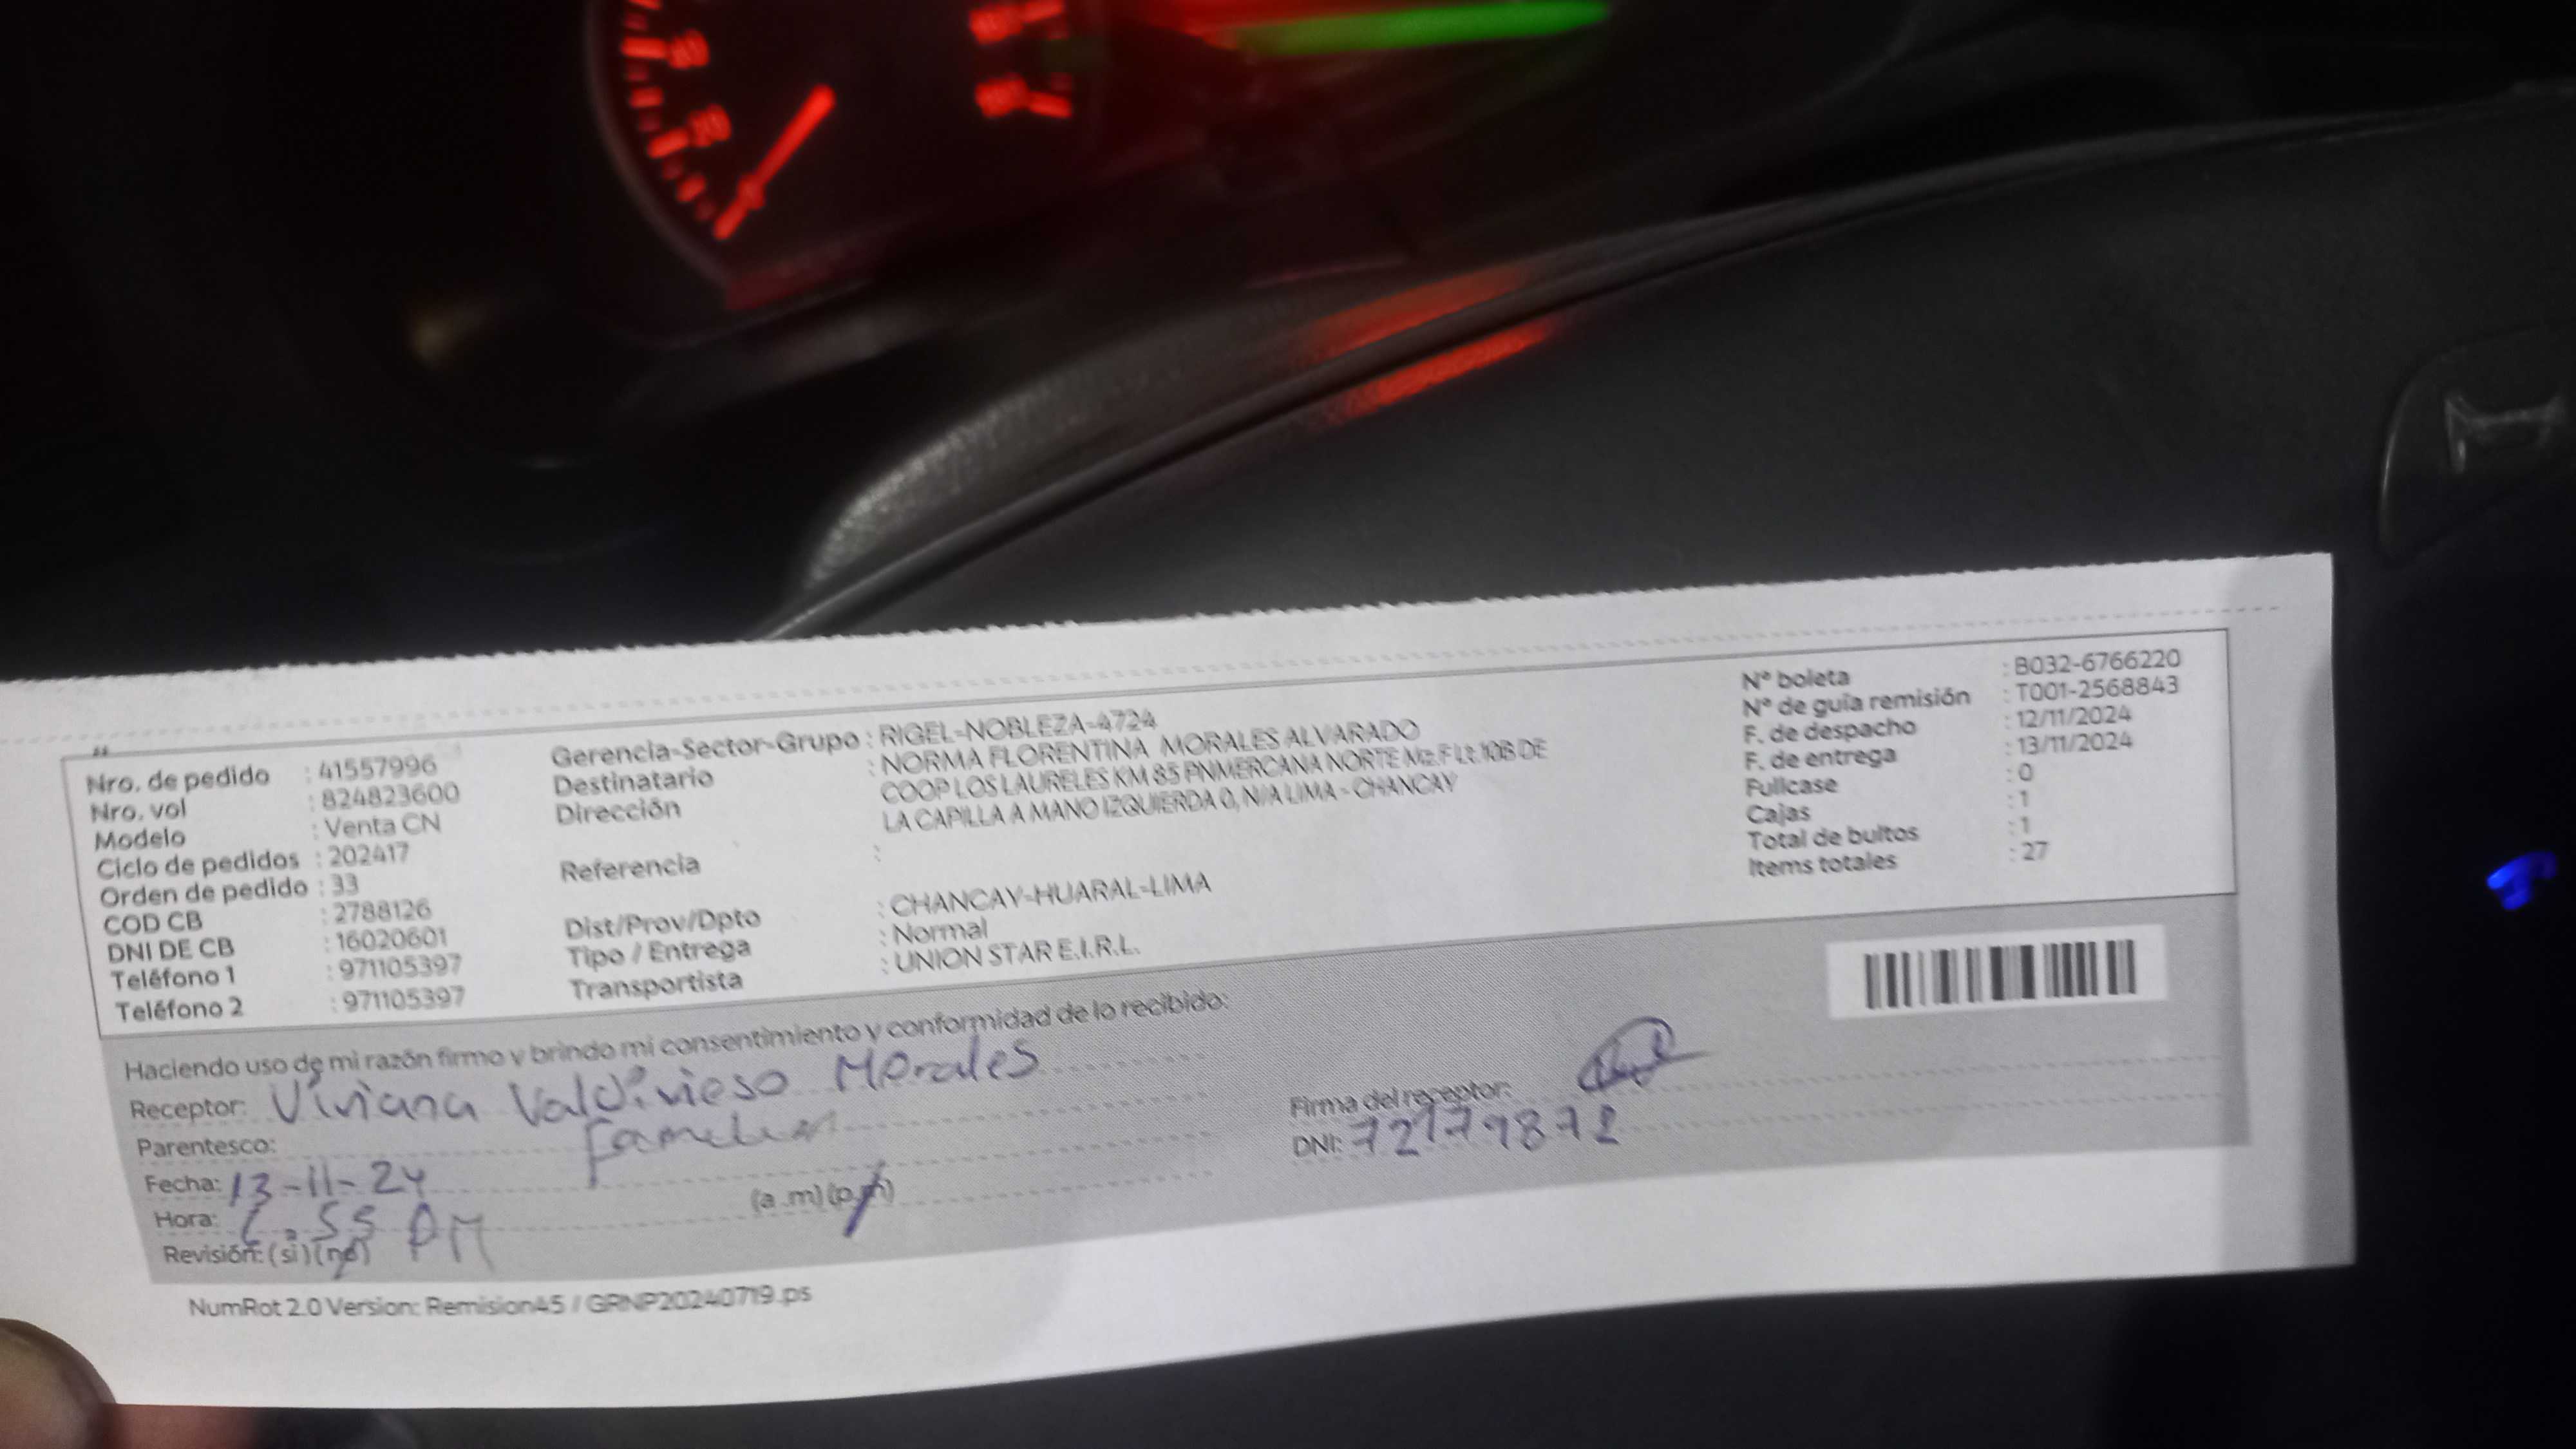 Nro. de pedido : 41557996
Nro. vol : 824823600
Modelo : Venta CN
Ciclo de pedidos : 202417
Orden de pedido : 33
COD CB : 2788126
DNI DE CB : 16020601
Teléfono 1 : 971105397
Teléfono 2 : 971105397
Gerencia-Sector-Grupo : RIGEL-NOBLEZA-4724
Destinatario : NORMA FLORENTINA MORALES ALVARADO
Dirección : COOP LOS LAURELES KM 85 PNMERCANA NORTE Mz.F Lt.10B DE
LA CAPILLA A MANO IZQUIERDA 0, N/A LIMA - CHANCAY
Referencia :
Dist/Prov/Dpto : CHANCAY-HUARAL-LIMA
Tipo / Entrega : Normal
Transportista : UNION STAR E.I.R.L.
Nº boleta : B032-6766220
Nº de guía remisión : T001-2568843
F. de despacho : 12/11/2024
F. de entrega : 13/11/2024
Fullcase : 0
Cajas : 1
Total de bultos : 1
Items totales : 27
Haciendo uso de mi razón firmo y brindo mi consentimiento y conformidad de lo recibido:
Receptor: Viviana Valdivieso Morales
Parentesco:
Fecha: 13-11-24
Hora: 55 PM (a .m) (p.m)
Revisión: (si) (no)
Firma del receptor:
DNI: 72179872
NumRot 2.0 Version: Remision45 / GRNP20240719.ps
20